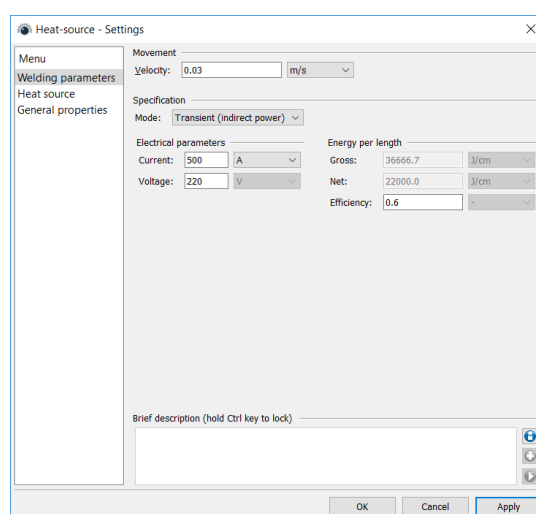 Heat-source - Settings
Menu
Welding parameters
Heat source
General properties
Movement
Velocity: 0.03 m/s
Specification
Mode: Transient (indirect power)
Electrical parameters Energy per length
Current: 500 A Gross: 36666.7 J/cm
Voltage: 220 V Net: 22000.0 J/cm
Efficiency: 0.6 -
Brief description (hold Ctrl key to lock)
OK Cancel Apply